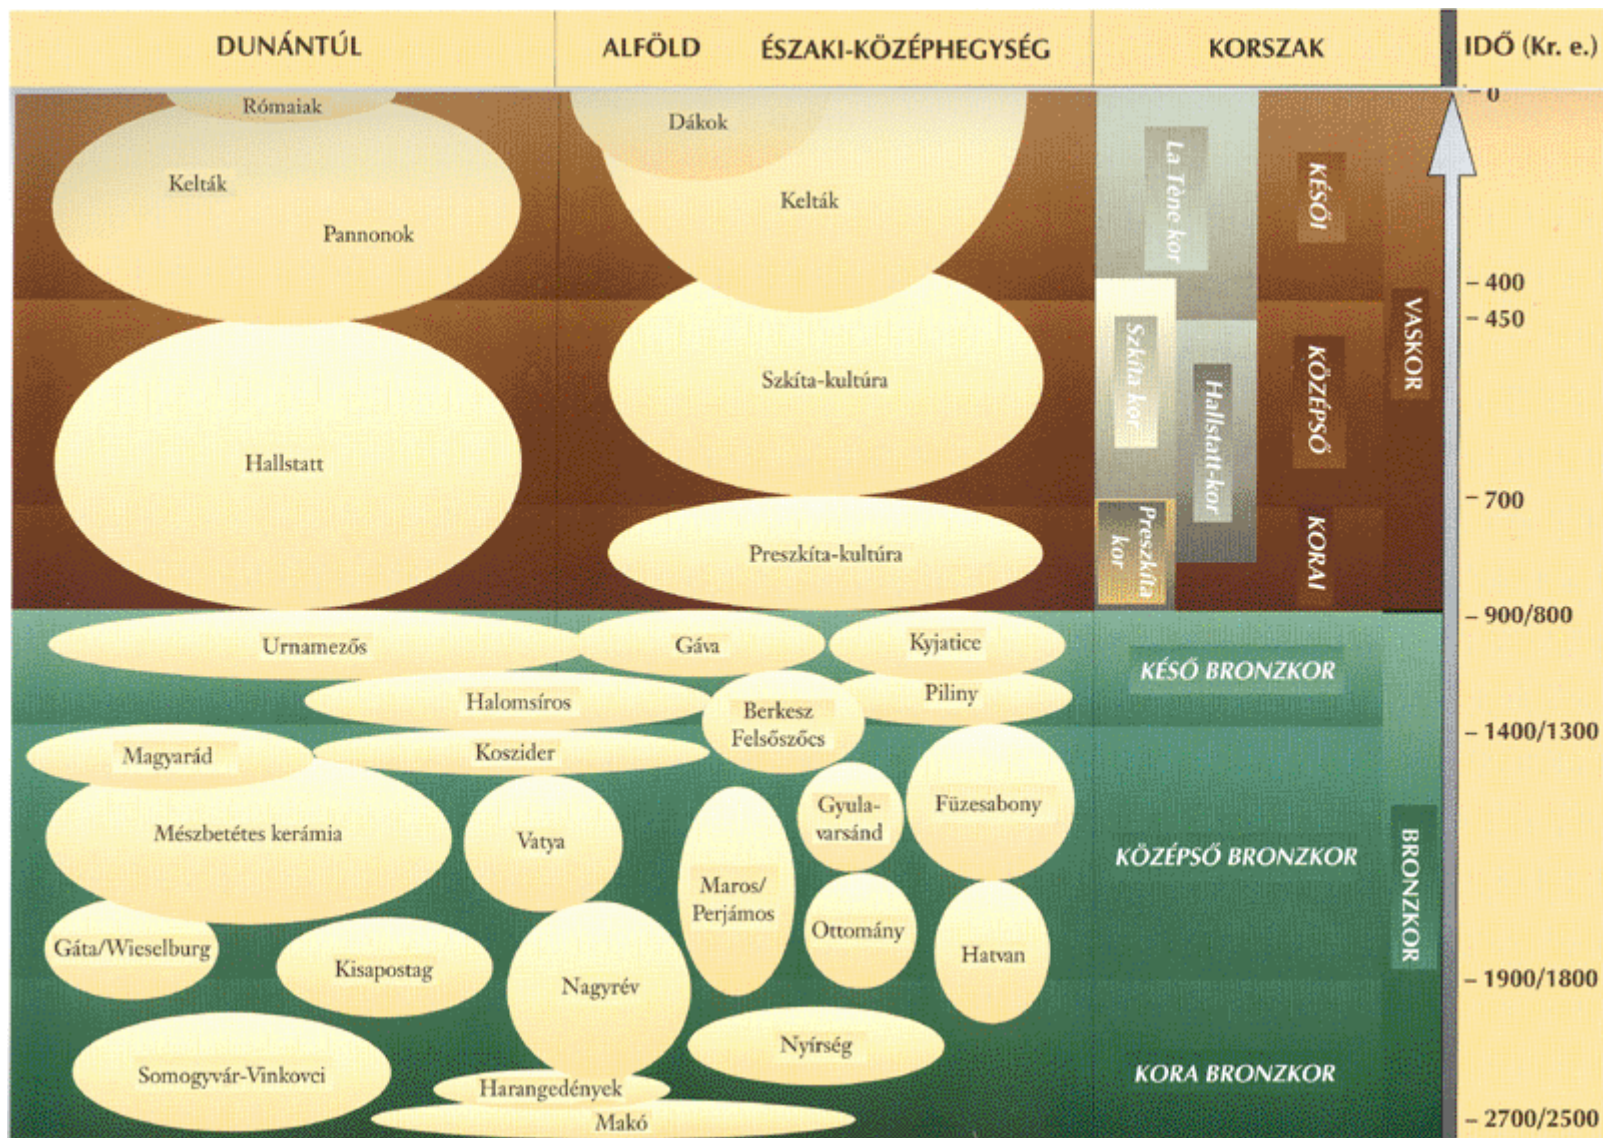 DUNÁNTÚL
ALFÖLD
ÉSZAKI-KÖZÉPHEGYSÉG
KORSZAK
IDŐ (Kr. e.)
Rómaiak
Kelták
Pannonok
Hallstatt
Dákok
Kelták
Szkíta-kultúra
Preszkíta-kultúra
La Tène kor
Szkíta kor
Hallstatt-kor
Preszkíta
kor
KÉSŐI
KÖZÉPSŐ
KORAI
VASKOR
– 0
– 400
– 450
– 700
– 900/800
– 1400/1300
– 1900/1800
– 2700/2500
Urnamezős
Gáva
Kyjatice
Halomsíros
Berkesz
Felsőszőcs
Piliny
Magyarád
Koszider
Mészbetétes kerámia
Vatya
Gyula-
varsánd
Füzesabony
Maros/
Perjámos
Gáta/Wieselburg
Kisapostag
Nagyrév
Ottomány
Hatvan
Somogyvár-Vinkovci
Nyírség
Harangedények
Makó
KÉSŐ BRONZKOR
KÖZÉPSŐ BRONZKOR
KORA BRONZKOR
BRONZKOR